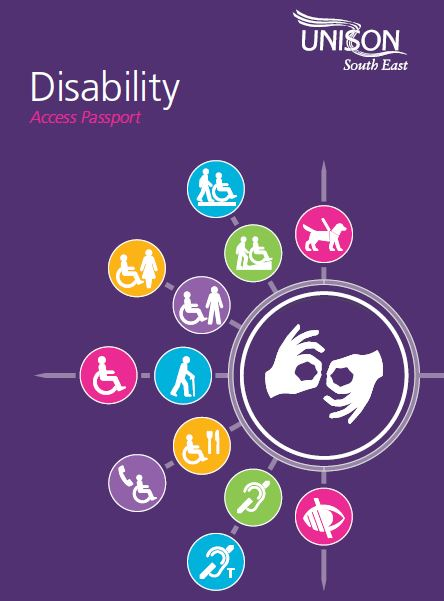 UNISON
South East
Disability
Access Passport
T